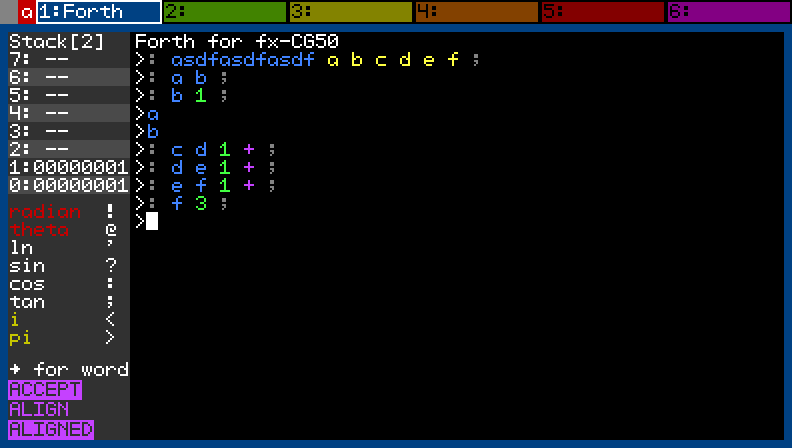 a 1:Forth 2: 3: 4: 5: 6:
Stack[2]
7: --
6: --
5: --
4: --
3: --
2: --
1:00000001
0:00000001
radian !
theta @
ln ’
sin ?
cos :
tan ;
i <
pi >
→ for word
ACCEPT
ALIGN
ALIGNED
Forth for fx-CG50
>: asdfasdfasdf a b c d e f ;
>: a b ;
>: b 1 ;
>a
>b
>: c d 1 + ;
>: d e 1 + ;
>: e f 1 + ;
>: f 3 ;
>